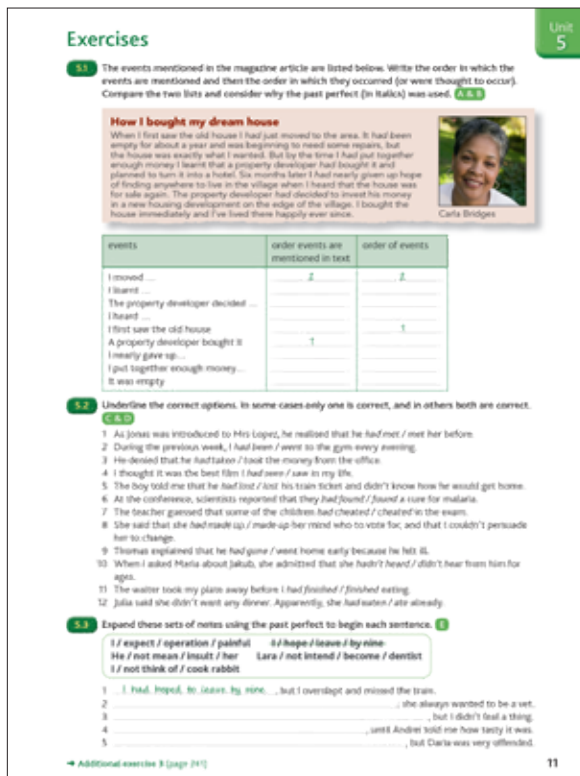 Unit
5
Exercises
5.1 The events mentioned in the magazine article are listed below. Write the order in which the
events are mentioned and then the order in which they occurred (or were thought to occur).
Compare the two lists and consider why the past perfect (in italics) was used. A & B
How I bought my dream house
When I first saw the old house I had just moved to the area. It had been
empty for about a year and was beginning to need some repairs, but
the house was exactly what I wanted. But by the time I had put together
enough money I learnt that a property developer had bought it and
planned to turn it into a hotel. Six months later I had nearly given up hope
of finding anywhere to live in the village when I heard that the house was
for sale again. The property developer had decided to invest his money
in a new housing development on the edge of the village. I bought the
house immediately and I've lived there happily ever since.
Carla Bridges
events order events are order of events
mentioned in text
I moved ... 2
I learnt ...
The property developer decided ...
I heard ...
I first saw the old house
A property developer bought it
I nearly gave up...
I put together enough money...
It was empty
5.2 Underline the correct options. In some cases only one is correct, and in others both are correct.
C & D
1 As Jonas was introduced to Mrs Lopez, he realised that he had met / met her before.
2 During the previous week, I had been / went to the gym every evening.
3 He denied that he had taken / took the money from the office.
4 I thought it was the best film I had seen / saw in my life.
5 The boy told me that he had lost / lost his train ticket and didn't know how he would get home.
6 At the conference, scientists reported that they had found / found a cure for malaria.
7 The teacher guessed that some of the children had cheated / cheated in the exam.
8 She said that she had made up / made up her mind who to vote for, and that I couldn't persuade
her to change.
9 Thomas explained that he had gone / went home early because he felt ill.
10 When I asked Maria about Jakub, she admitted that she hadn't heard / didn't hear from him for
ages.
11 The waiter took my plate away before I had finished / finished eating.
12 Julia said she didn't want any dinner. Apparently, she had eaten / ate already.
5.3 Expand these sets of notes using the past perfect to begin each sentence. E
I / expect / operation / painful I / hope / leave / by nine
He / not mean / insult / her Lara / not intend / become / dentist
I / not think of / cook rabbit
1 I had hoped to leave by nine, but I overslept and missed the train.
2 , she always wanted to be a vet.
3 , but I didn't feel a thing.
4 , until Andrei told me how tasty it was.
5 , but Daria was very offended.
➜ Additional exercise 3 (page 241)
11